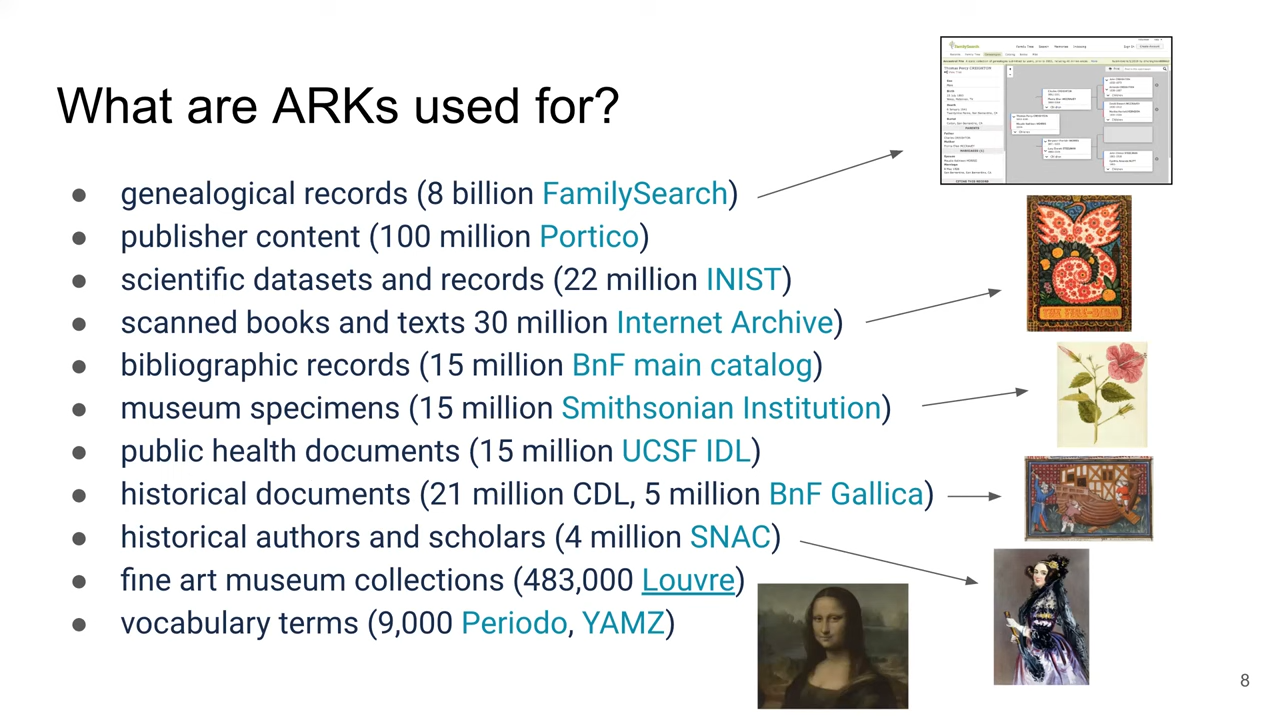 What are ARKs used for?
● genealogical records (8 billion FamilySearch)
● publisher content (100 million Portico)
● scientific datasets and records (22 million INIST)
● scanned books and texts 30 million Internet Archive)
● bibliographic records (15 million BnF main catalog)
● museum specimens (15 million Smithsonian Institution)
● public health documents (15 million UCSF IDL)
● historical documents (21 million CDL, 5 million BnF Gallica)
● historical authors and scholars (4 million SNAC)
● fine art museum collections (483,000 Louvre)
● vocabulary terms (9,000 Periodo, YAMZ)
FamilySearch
THE FIRE-BIRD
8